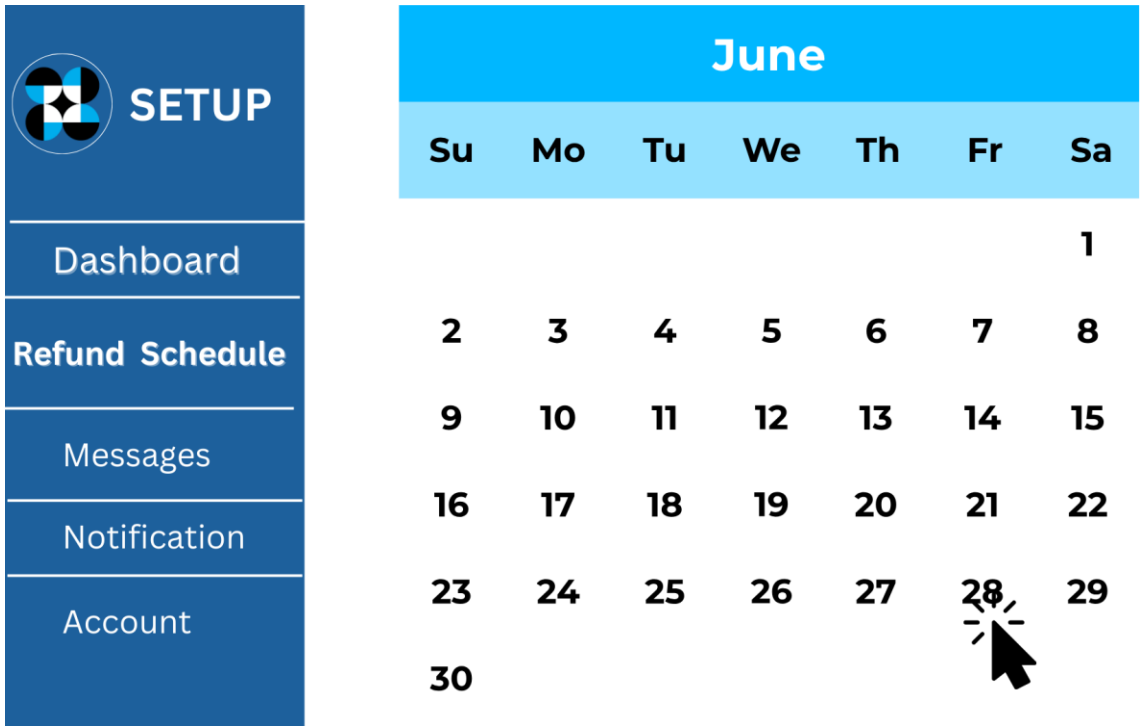 SETUP
Dashboard
Refund Schedule
Messages
Notification
Account
June
Su Mo Tu We Th Fr Sa
1
2 3 4 5 6 7 8
9 10 11 12 13 14 15
16 17 18 19 20 21 22
23 24 25 26 27 28 29
30